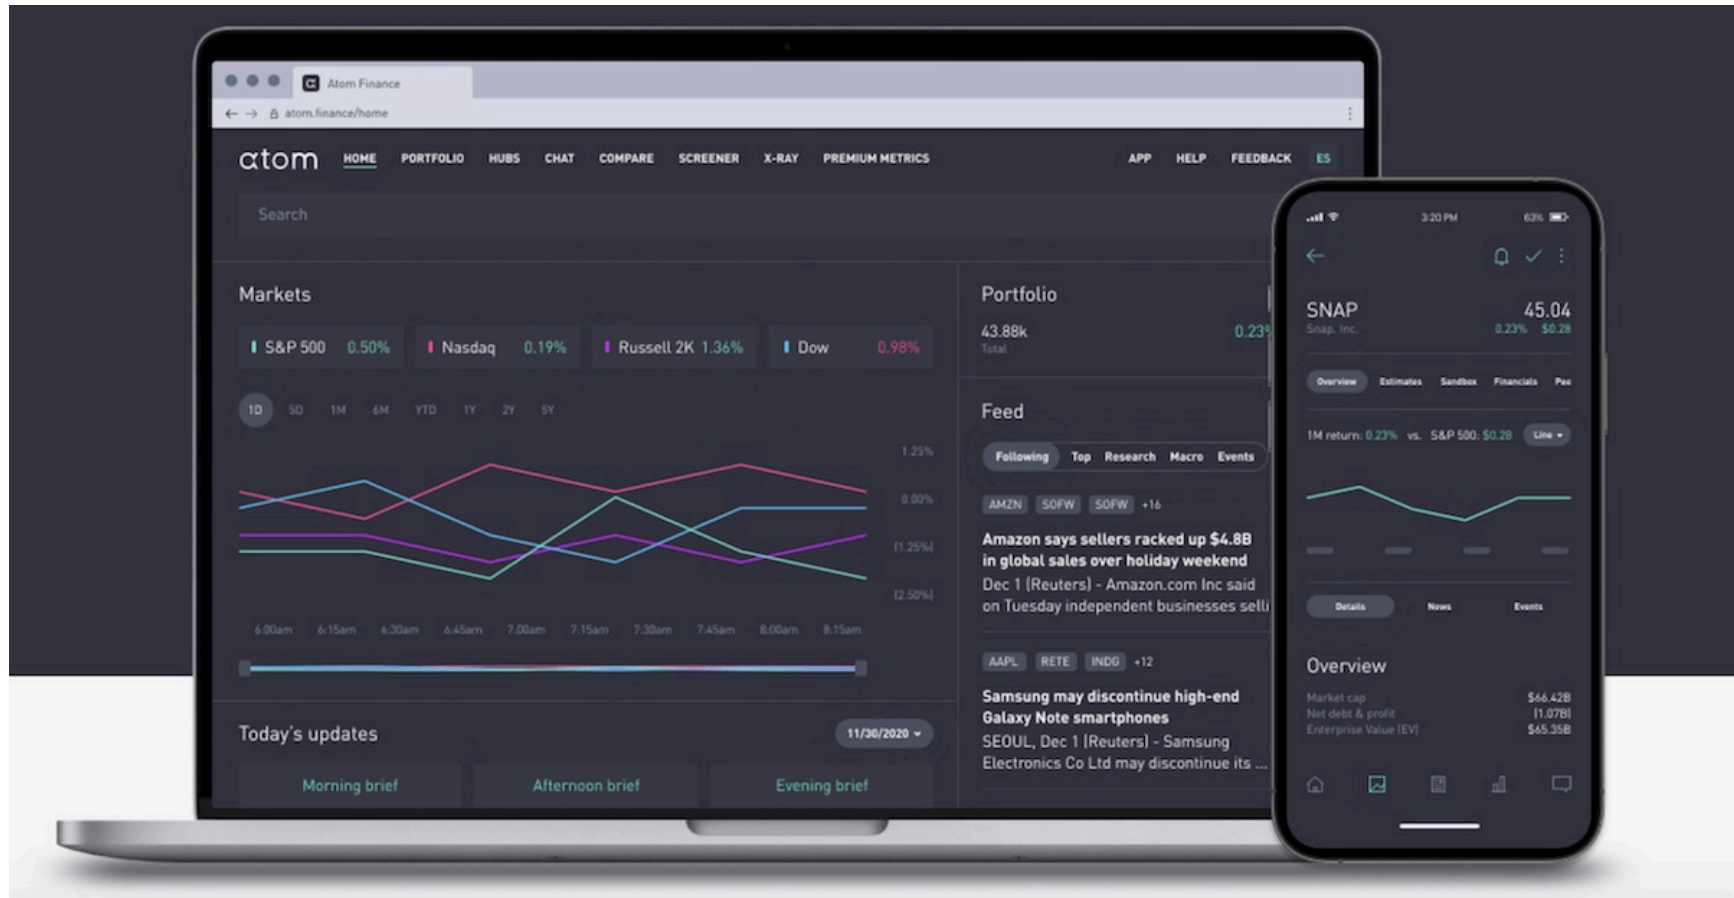 Atom Finance
atom.finance/home
atom HOME PORTFOLIO HUBS CHAT COMPARE SCREENER X-RAY PREMIUM METRICS APP HELP FEEDBACK ES
Search
Markets
S&P 500 0.50% Nasdaq 0.19% Russell 2K 1.36% Dow 0.98%
1D 5D 1M 6M YTD 1Y 2Y 5Y
1.25%
0.00%
(1.25%)
(2.50%)
6:00am 6:15am 6:30am 6:45am 7:00am 7:15am 7:30am 7:45am 8:00am 8:15am
Today's updates 11/30/2020
Morning brief Afternoon brief Evening brief
Portfolio
43.88k 0.23%
Total
Feed
Following Top Research Macro Events
AMZN SOFW SOFW +16
Amazon says sellers racked up $4.8B
in global sales over holiday weekend
Dec 1 (Reuters) - Amazon.com Inc said
on Tuesday independent businesses selli
AAPL RETE INDG +12
Samsung may discontinue high-end
Galaxy Note smartphones
SEOUL, Dec 1 (Reuters) - Samsung
Electronics Co Ltd may discontinue its ...
3:20 PM 63%
SNAP 45.04
Snap. Inc. 0.23% $0.28
Overview Estimates Sandbox Financials Pee
1M return: 0.23% vs. S&P 500: $0.28 Line
Details News Events
Overview
Market cap $66.42B
Net debt & profit (1.07B)
Enterprise Value (EV) $65.35B